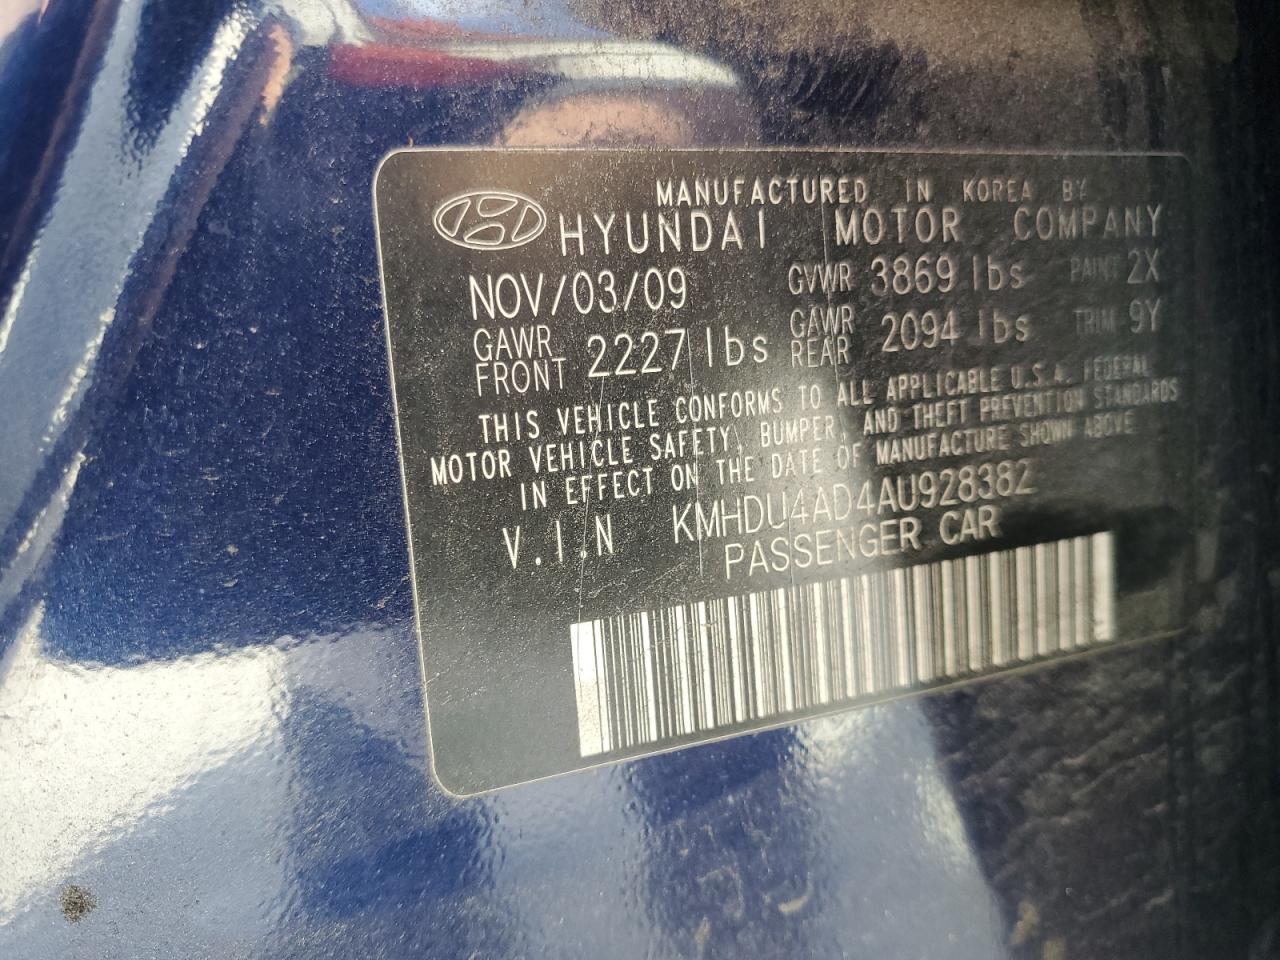 MANUFACTURED IN KOREA BY
HYUNDAI MOTOR COMPANY
NOV/03/09 GVWR 3869 lbs PAINT 2X
GAWR FRONT 2227 lbs GAWR REAR 2094 lbs TRIM 9Y
THIS VEHICLE CONFORMS TO ALL APPLICABLE U.S.A. FEDERAL
MOTOR VEHICLE SAFETY, BUMPER, AND THEFT PREVENTION STANDARDS
IN EFFECT ON THE DATE OF MANUFACTURE SHOWN ABOVE
V.I.N KMHDU4AD4AU928382
PASSENGER CAR